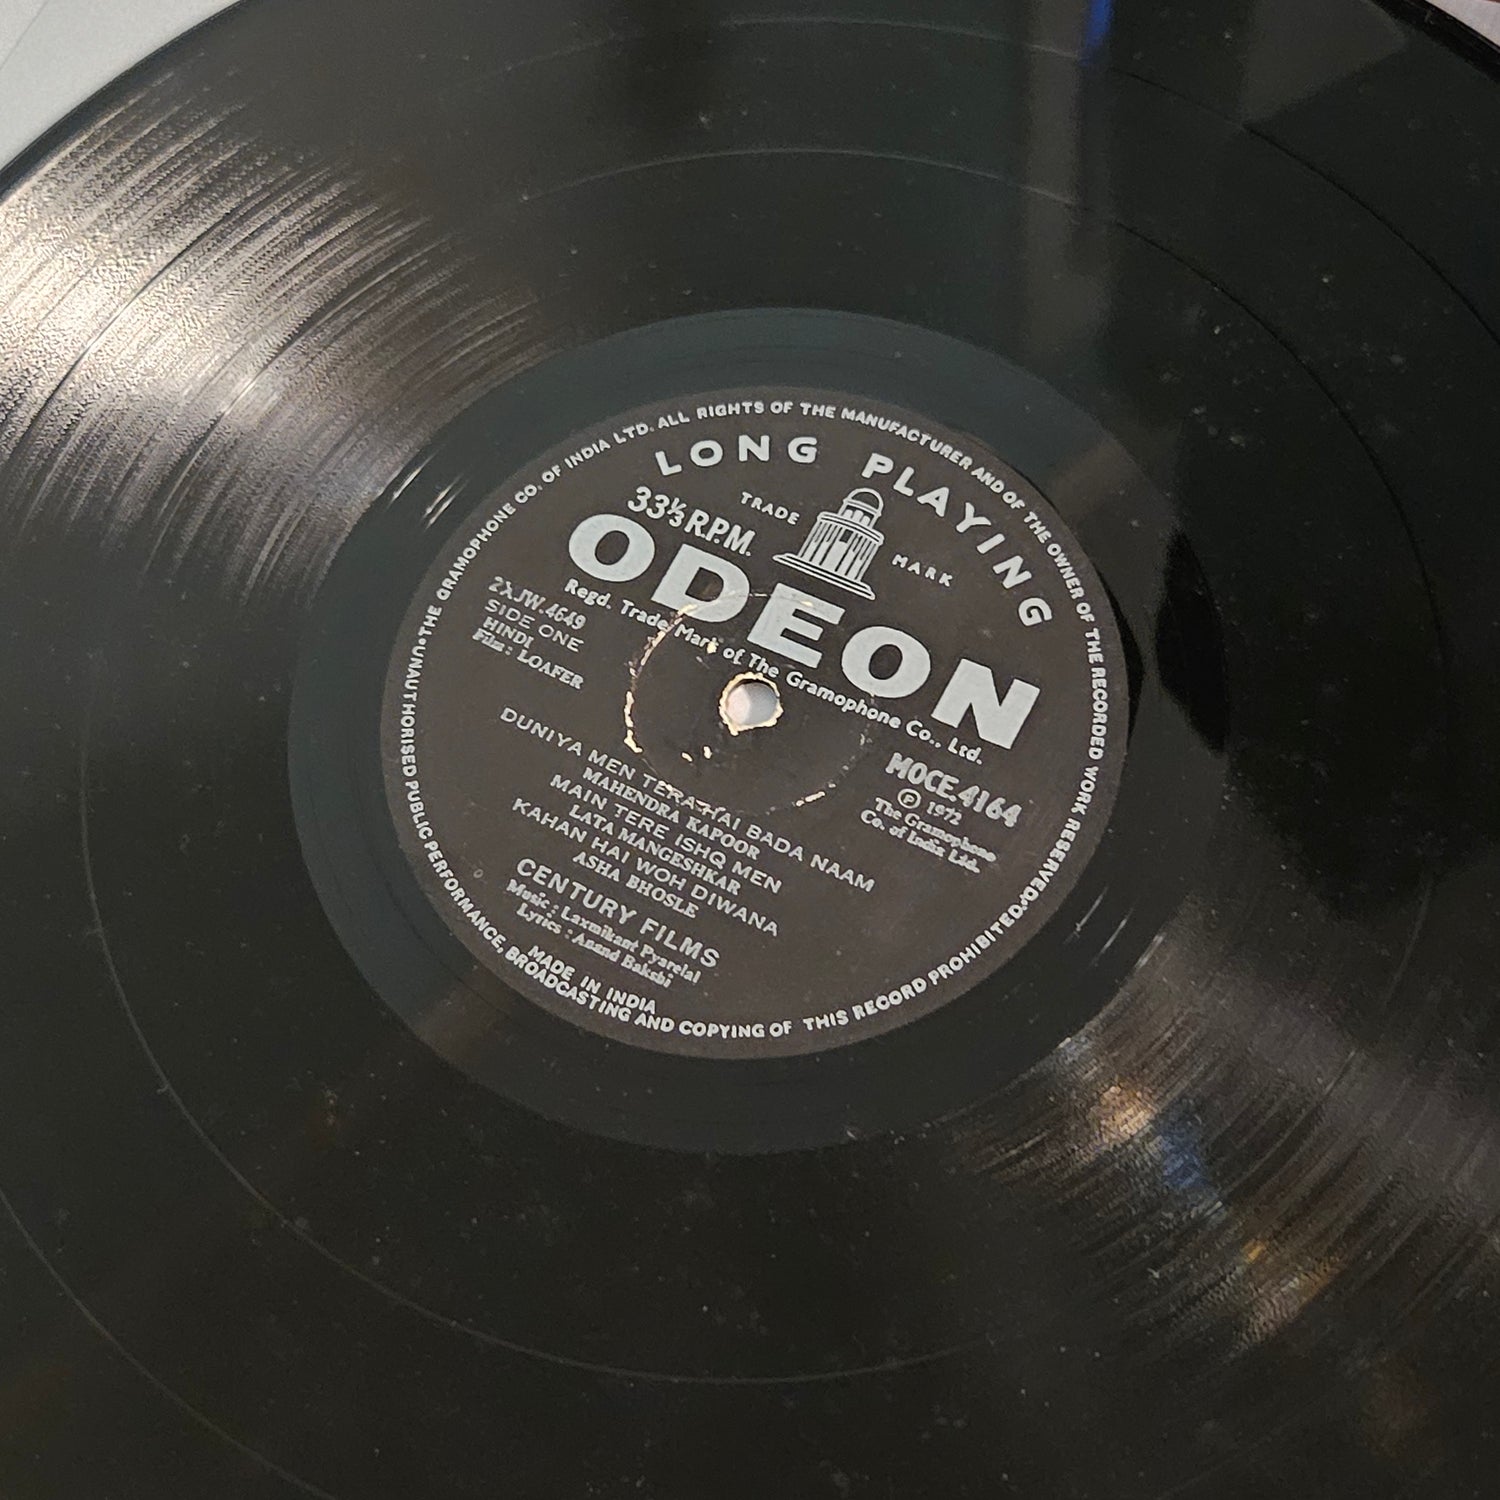 THE GRAMOPHONE CO. OF INDIA LTD. ALL RIGHTS OF THE MANUFACTURER AND OF THE OWNER OF THE RECORDED WORK RESERVED
UNAUTHORISED PUBLIC PERFORMANCE, BROADCASTING AND COPYING OF THIS RECORD PROHIBITED
LONG PLAYING
TRADE MARK
33⅓ R.P.M.
ODEON
Regd. Trade Mark of The Gramophone Co., Ltd.
2XJW.4649
SIDE ONE
HINDI
Film : LOAFER
MOCE.4164
Ⓟ 1972
The Gramophone
Co. of India Ltd.
DUNIYA MEN TERA HAI BADA NAAM
MAHENDRA KAPOOR
MAIN TERE ISHQ MEN
LATA MANGESHKAR
KAHAN HAI WOH DIWANA
ASHA BHOSLE
CENTURY FILMS
Music : Laxmikant Pyarelal
Lyrics : Anand Bakshi
MADE IN INDIA